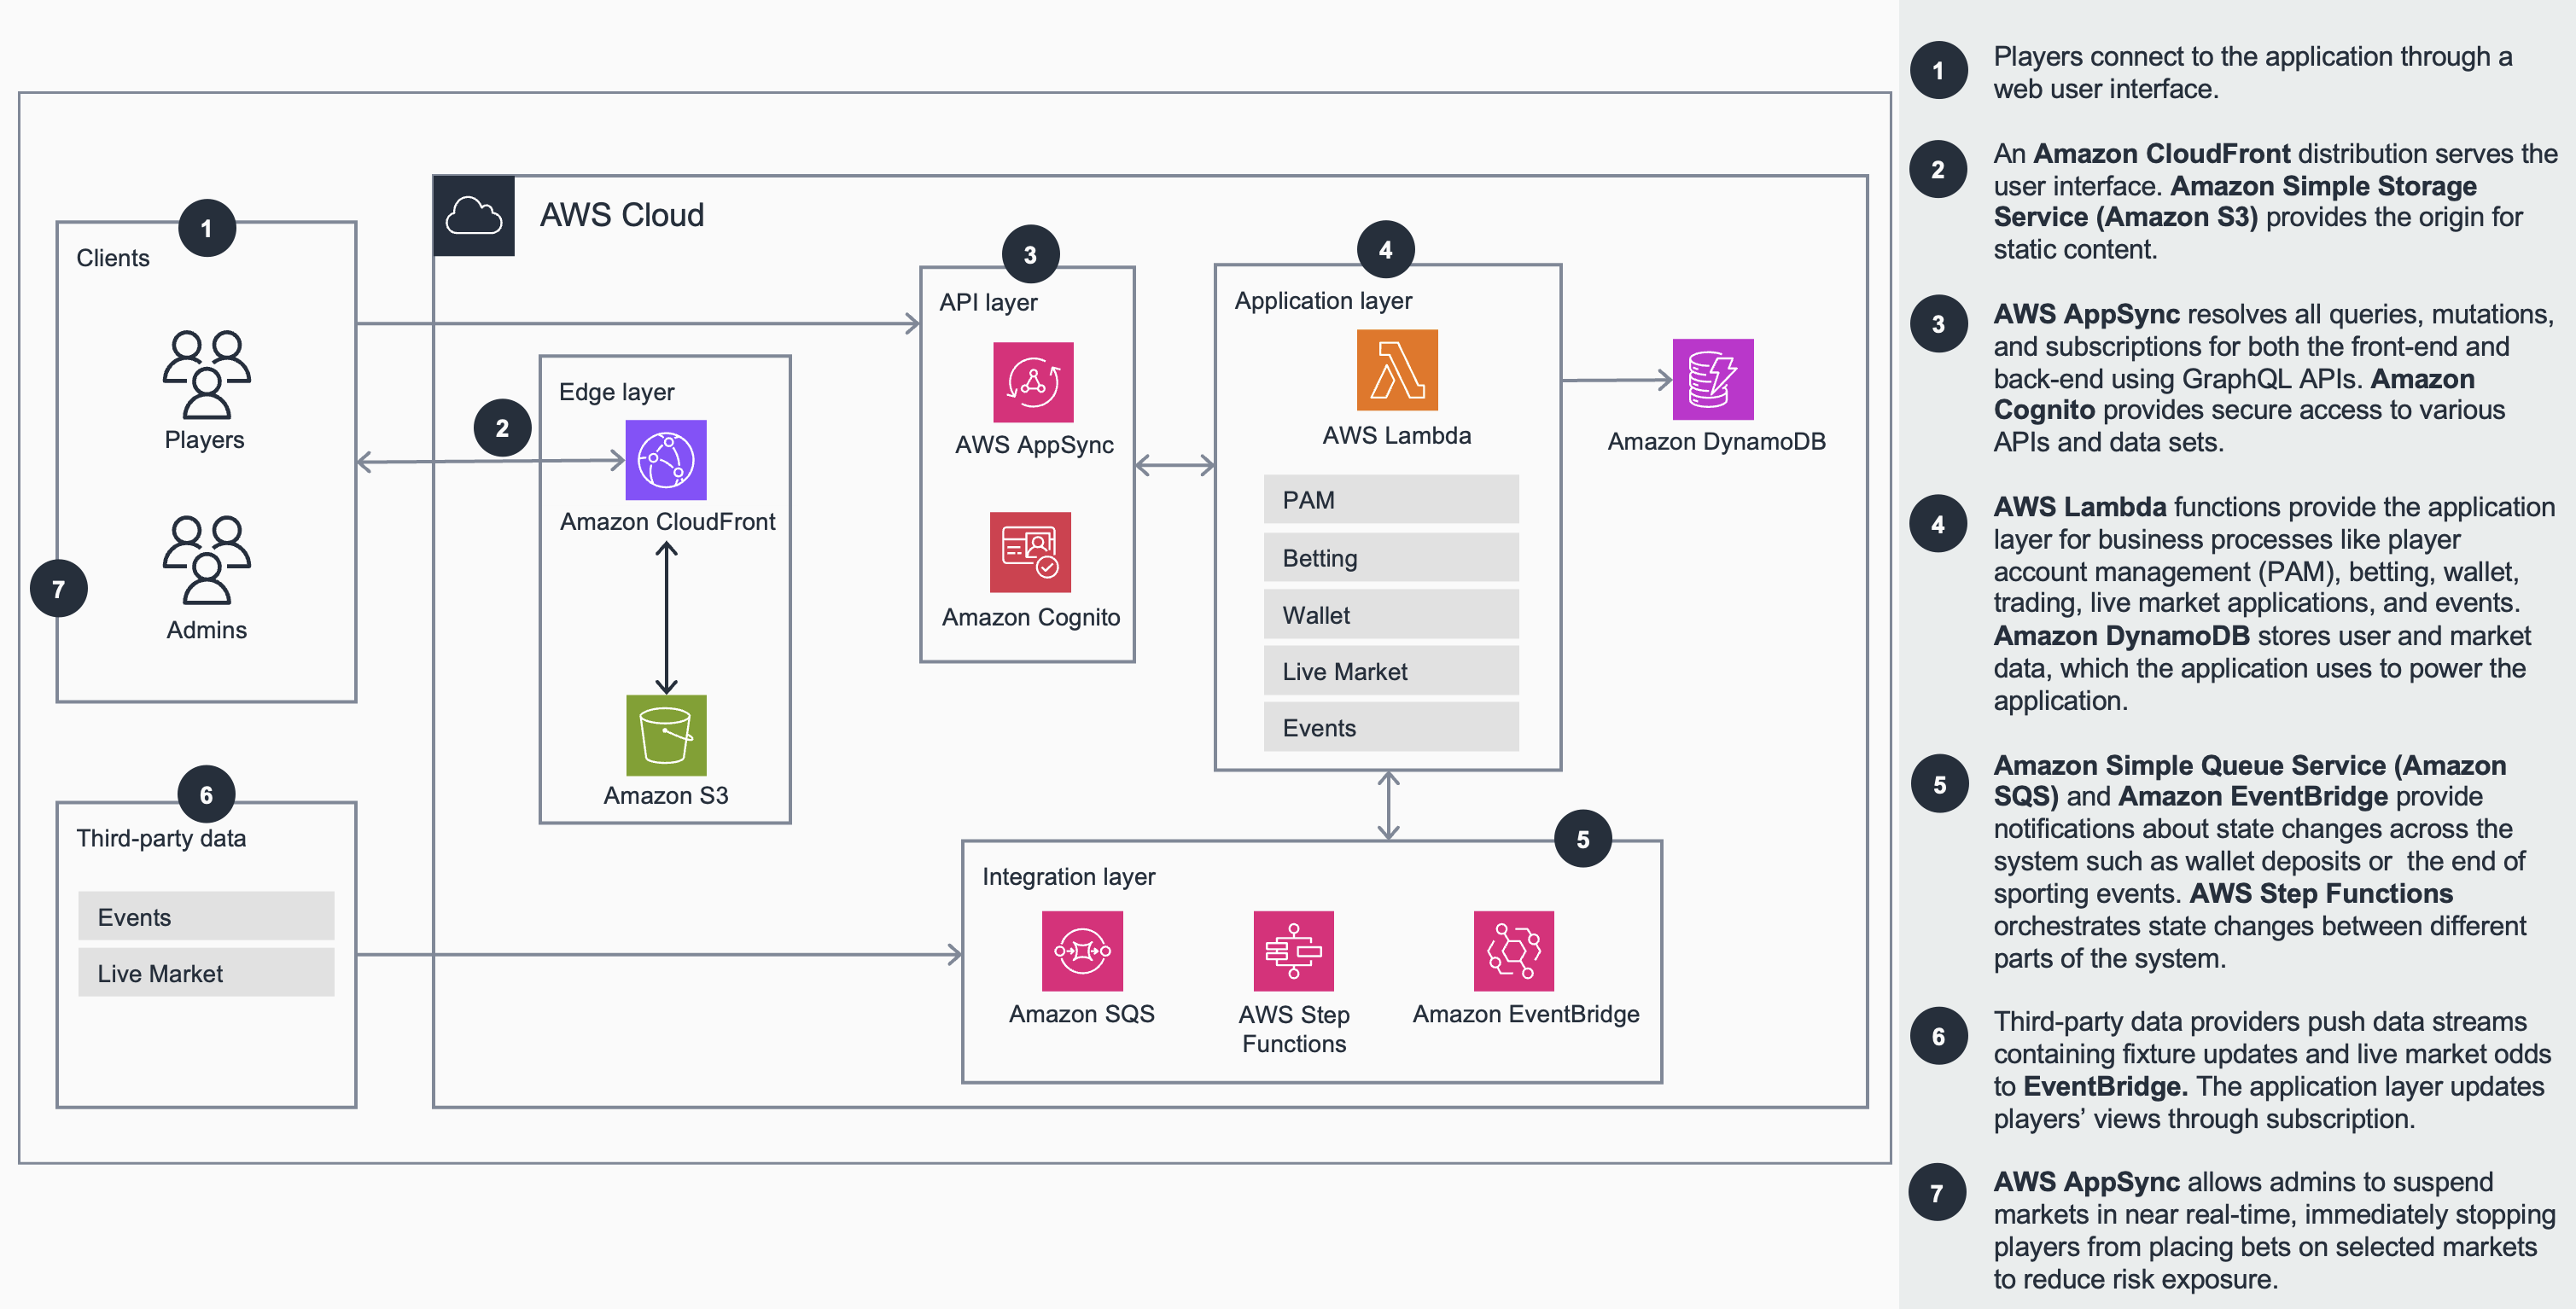 AWS Cloud
1
Clients
Players
Admins
7
2
Edge layer
Amazon CloudFront
Amazon S3
3
API layer
AWS AppSync
Amazon Cognito
4
Application layer
AWS Lambda
PAM
Betting
Wallet
Live Market
Events
Amazon DynamoDB
6
Third-party data
Events
Live Market
5
Integration layer
Amazon SQS
AWS Step
Functions
Amazon EventBridge
1
Players connect to the application through a
web user interface.
2
An Amazon CloudFront distribution serves the
user interface. Amazon Simple Storage
Service (Amazon S3) provides the origin for
static content.
3
AWS AppSync resolves all queries, mutations,
and subscriptions for both the front-end and
back-end using GraphQL APIs. Amazon
Cognito provides secure access to various
APIs and data sets.
4
AWS Lambda functions provide the application
layer for business processes like player
account management (PAM), betting, wallet,
trading, live market applications, and events.
Amazon DynamoDB stores user and market
data, which the application uses to power the
application.
5
Amazon Simple Queue Service (Amazon
SQS) and Amazon EventBridge provide
notifications about state changes across the
system such as wallet deposits or  the end of
sporting events. AWS Step Functions
orchestrates state changes between different
parts of the system.
6
Third-party data providers push data streams
containing fixture updates and live market odds
to EventBridge. The application layer updates
players’ views through subscription.
7
AWS AppSync allows admins to suspend
markets in near real-time, immediately stopping
players from placing bets on selected markets
to reduce risk exposure.